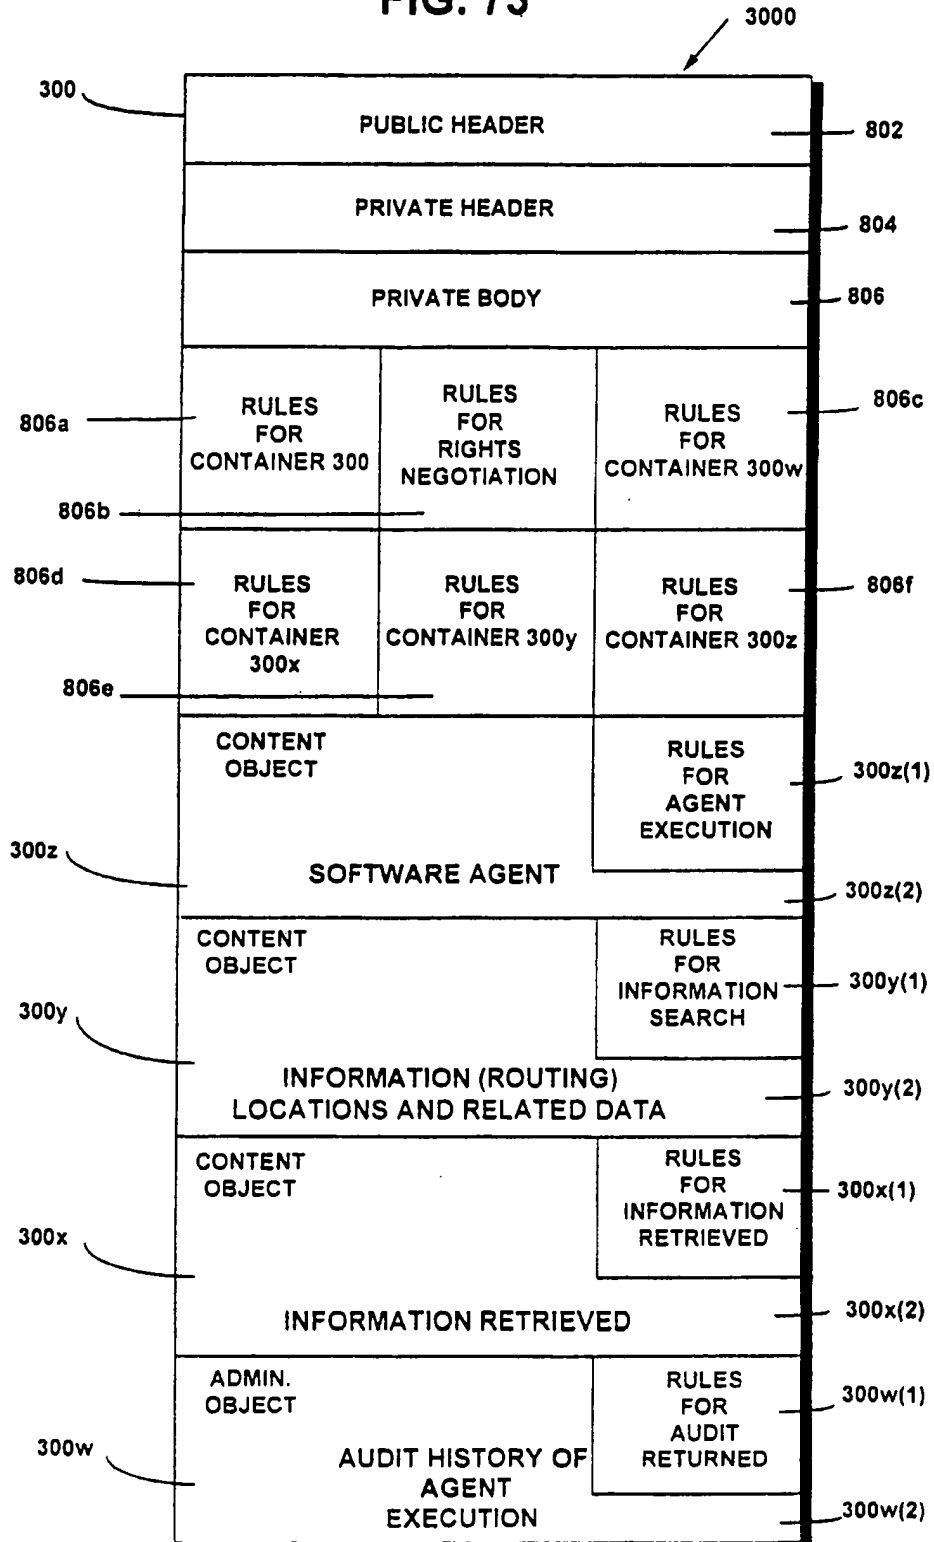 FIG. 73
3000
300
PUBLIC HEADER
802
PRIVATE HEADER
804
PRIVATE BODY
806
806a
RULES
FOR
CONTAINER 300
RULES
FOR
RIGHTS
NEGOTIATION
806b
RULES
FOR
CONTAINER 300w
806c
806d
RULES
FOR
CONTAINER
300x
RULES
FOR
CONTAINER 300y
806e
RULES
FOR
CONTAINER 300z
806f
CONTENT
OBJECT
RULES
FOR
AGENT
EXECUTION
300z(1)
300z
SOFTWARE AGENT
300z(2)
CONTENT
OBJECT
RULES
FOR
INFORMATION
SEARCH
300y(1)
300y
INFORMATION (ROUTING)
LOCATIONS AND RELATED DATA
300y(2)
CONTENT
OBJECT
RULES
FOR
INFORMATION
RETRIEVED
300x(1)
300x
INFORMATION RETRIEVED
300x(2)
ADMIN.
OBJECT
RULES
FOR
AUDIT
RETURNED
300w(1)
300w
AUDIT HISTORY OF
AGENT
EXECUTION
300w(2)